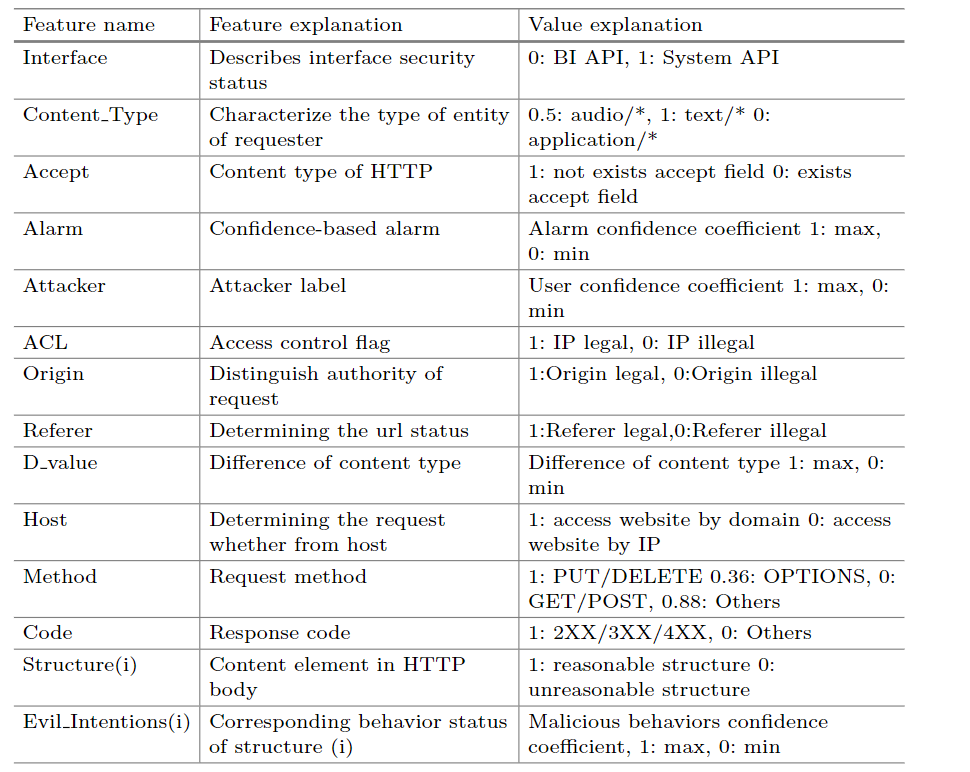 Feature name Feature explanation Value explanation
Interface Describes interface security 0: BI API, 1: System API
status
Content_Type Characterize the type of entity 0.5: audio/*, 1: text/* 0:
of requester application/*
Accept Content type of HTTP 1: not exists accept field 0: exists
accept field
Alarm Confidence-based alarm Alarm confidence coefficient 1: max,
0: min
Attacker Attacker label User confidence coefficient 1: max, 0:
min
ACL Access control flag 1: IP legal, 0: IP illegal
Origin Distinguish authority of 1:Origin legal, 0:Origin illegal
request
Referer Determining the url status 1:Referer legal,0:Referer illegal
D_value Difference of content type Difference of content type 1: max, 0:
min
Host Determining the request 1: access website by domain 0: access
whether from host website by IP
Method Request method 1: PUT/DELETE 0.36: OPTIONS, 0:
GET/POST, 0.88: Others
Code Response code 1: 2XX/3XX/4XX, 0: Others
Structure(i) Content element in HTTP 1: reasonable structure 0:
body unreasonable structure
Evil_Intentions(i) Corresponding behavior status Malicious behaviors confidence
of structure (i) coefficient, 1: max, 0: min